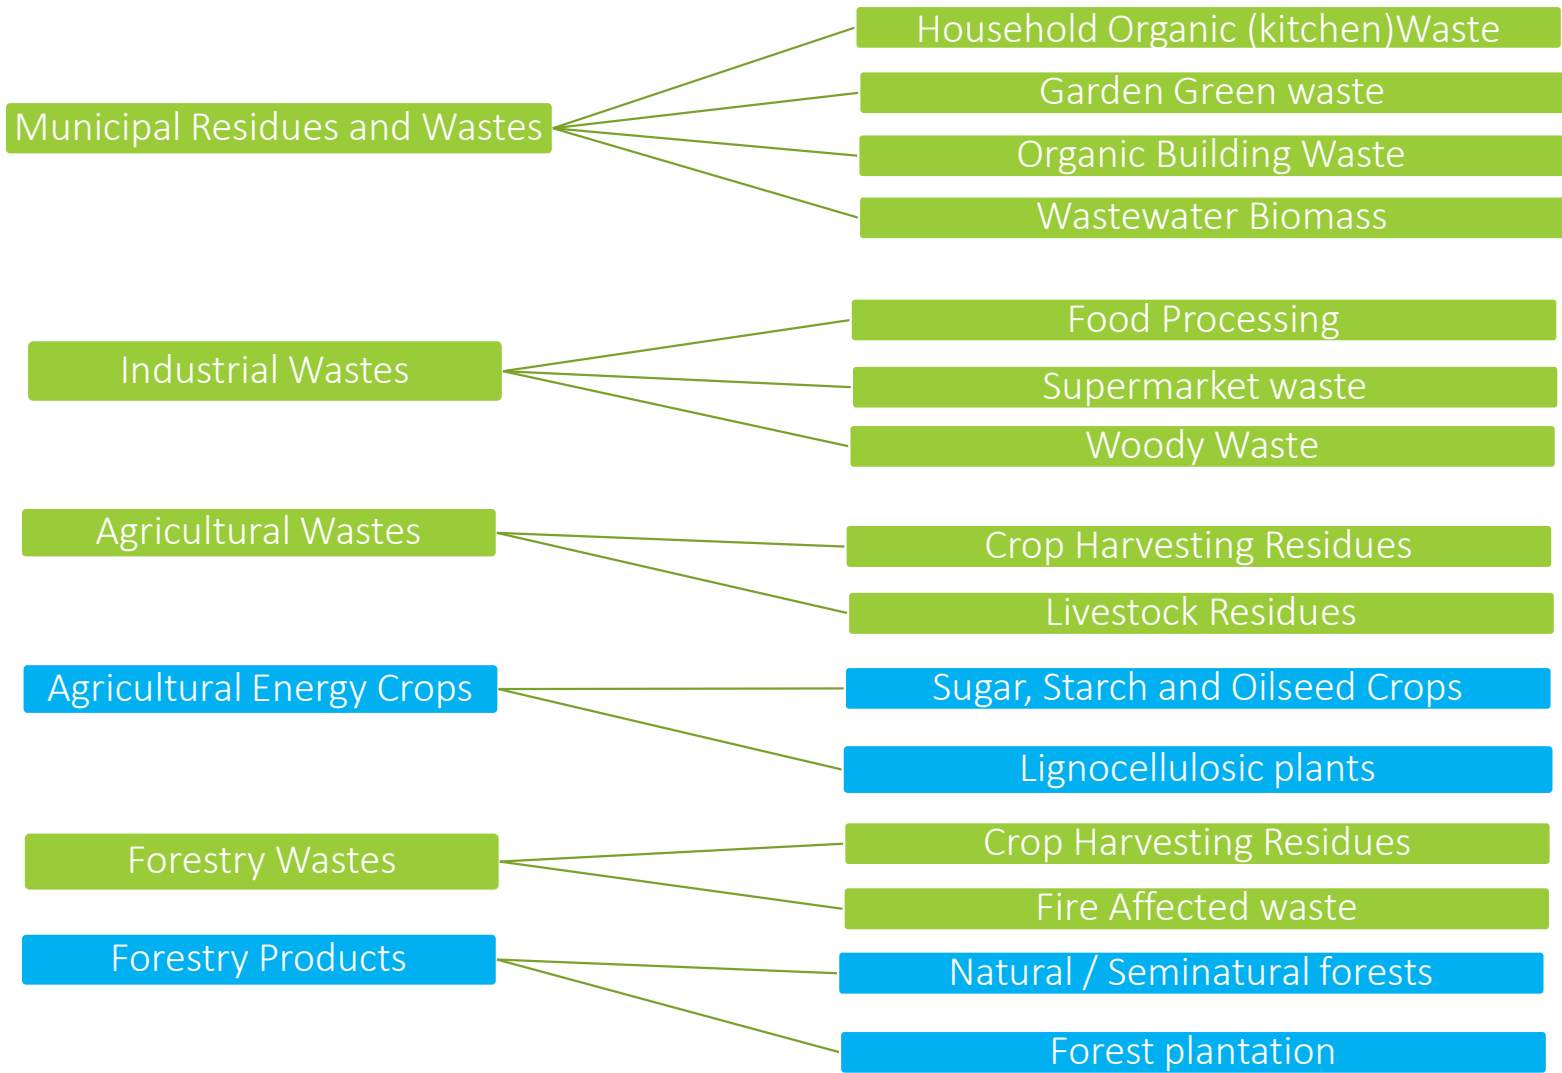 Municipal Residues and Wastes
Household Organic (kitchen)Waste
Garden Green waste
Organic Building Waste
Wastewater Biomass
Industrial Wastes
Food Processing
Supermarket waste
Woody Waste
Agricultural Wastes
Crop Harvesting Residues
Livestock Residues
Agricultural Energy Crops
Sugar, Starch and Oilseed Crops
Lignocellulosic plants
Forestry Wastes
Crop Harvesting Residues
Fire Affected waste
Forestry Products
Natural / Seminatural forests
Forest plantation